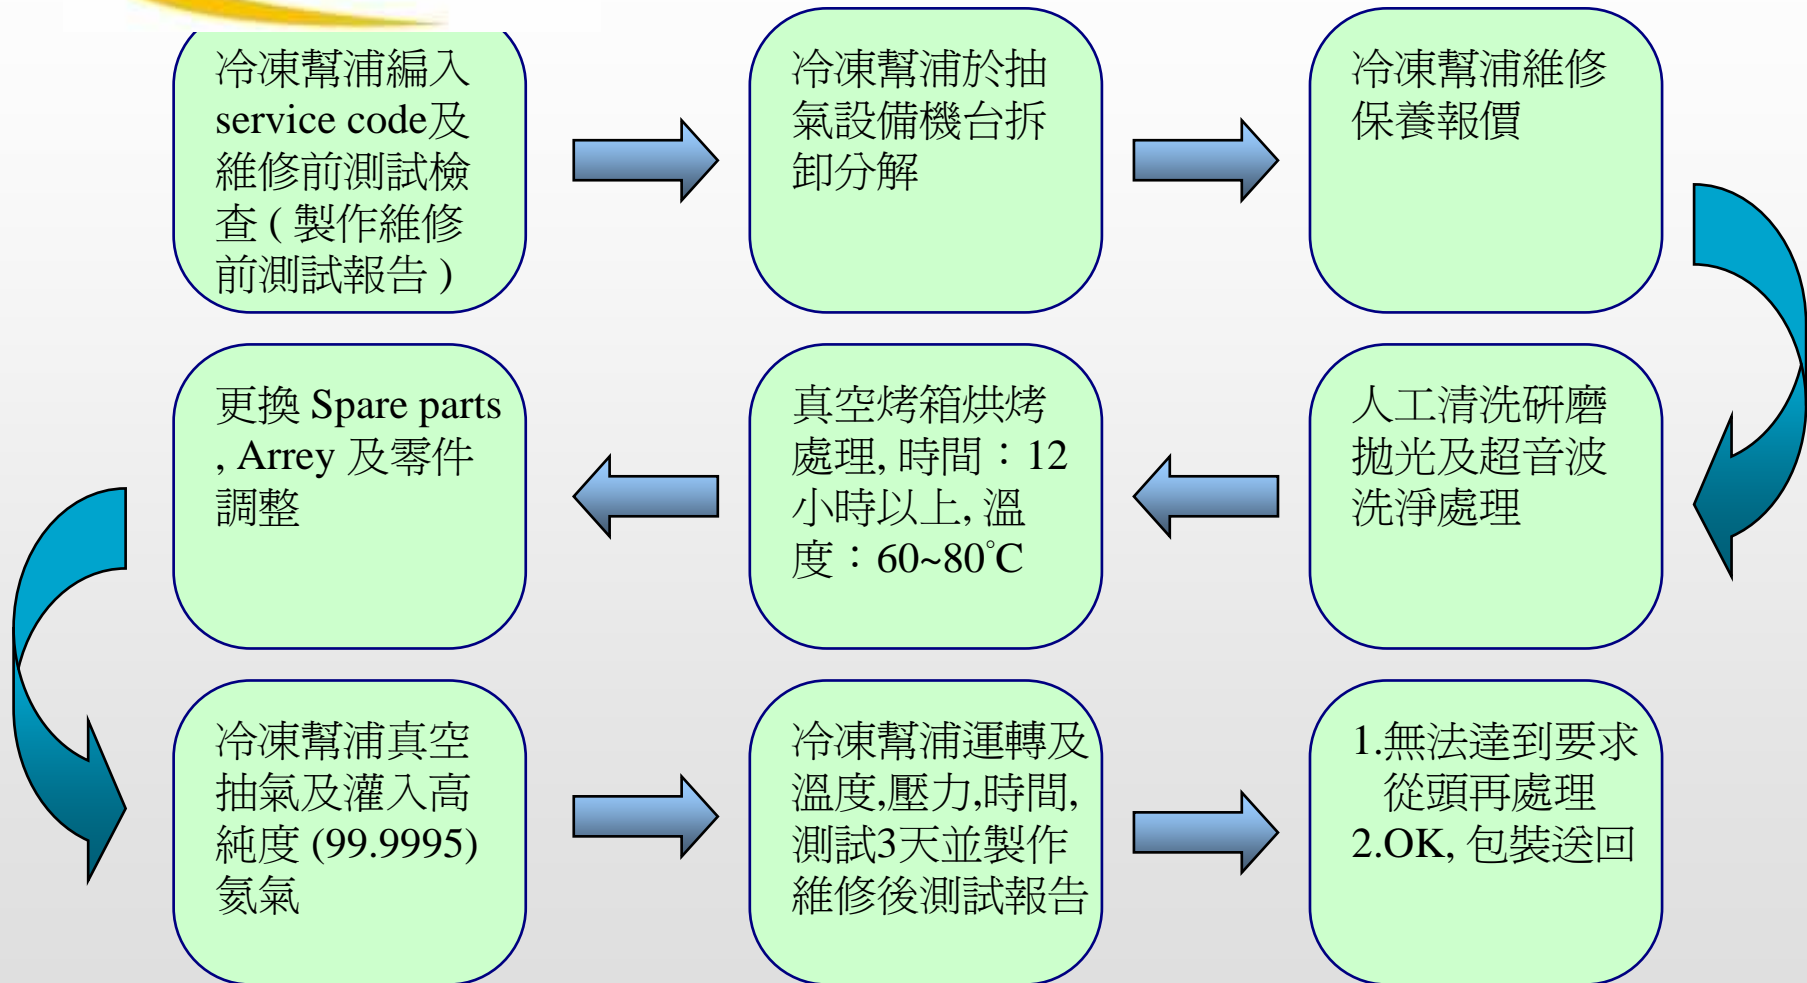 冷凍幫浦編入
service code及
維修前測試檢
查 ( 製作維修
前測試報告 )
冷凍幫浦於抽
氣設備機台拆
卸分解
冷凍幫浦維修
保養報價
人工清洗研磨
拋光及超音波
洗淨處理
真空烤箱烘烤
處理, 時間：12
小時以上, 溫
度：60~80℃
更換 Spare parts
, Arrey 及零件
調整
冷凍幫浦真空
抽氣及灌入高
純度 (99.9995)
氦氣
冷凍幫浦運轉及
溫度,壓力,時間,
測試3天並製作
維修後測試報告
1.無法達到要求
從頭再處理
2.OK, 包裝送回